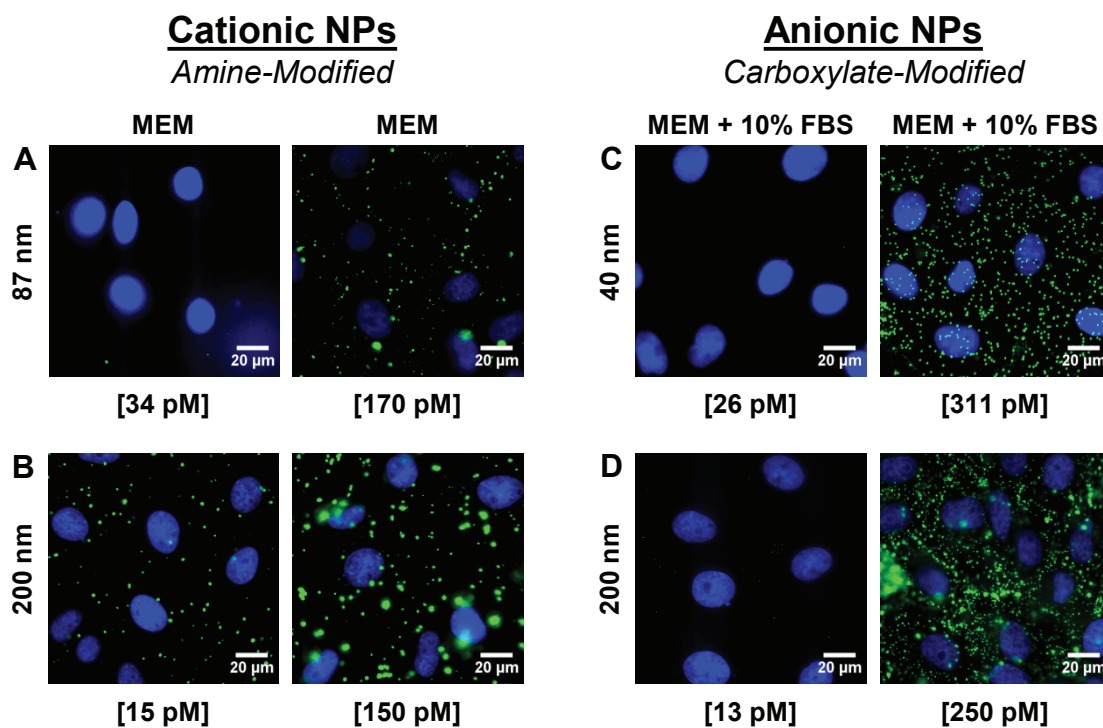 Cationic NPs
Amine-Modified
Anionic NPs
Carboxylate-Modified
MEM
MEM
MEM + 10% FBS
MEM + 10% FBS
A
87 nm
20 µm
20 µm
[34 pM]
[170 pM]
C
40 nm
20 µm
20 µm
[26 pM]
[311 pM]
B
200 nm
20 µm
20 µm
[15 pM]
[150 pM]
D
200 nm
20 µm
20 µm
[13 pM]
[250 pM]